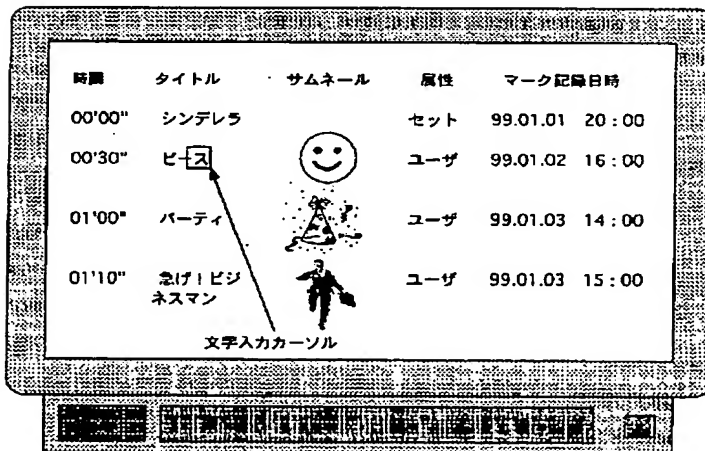 時間 タイトル サムネール 属性 マーク記録日時
00'00" シンデレラ セット 99.01.01 20:00
00'30" ピース ユーザ 99.01.02 16:00
01'00" パーティ ユーザ 99.01.03 14:00
01'10" 急げ!ビジ ユーザ 99.01.03 15:00
ネスマン
文字入力カーソル